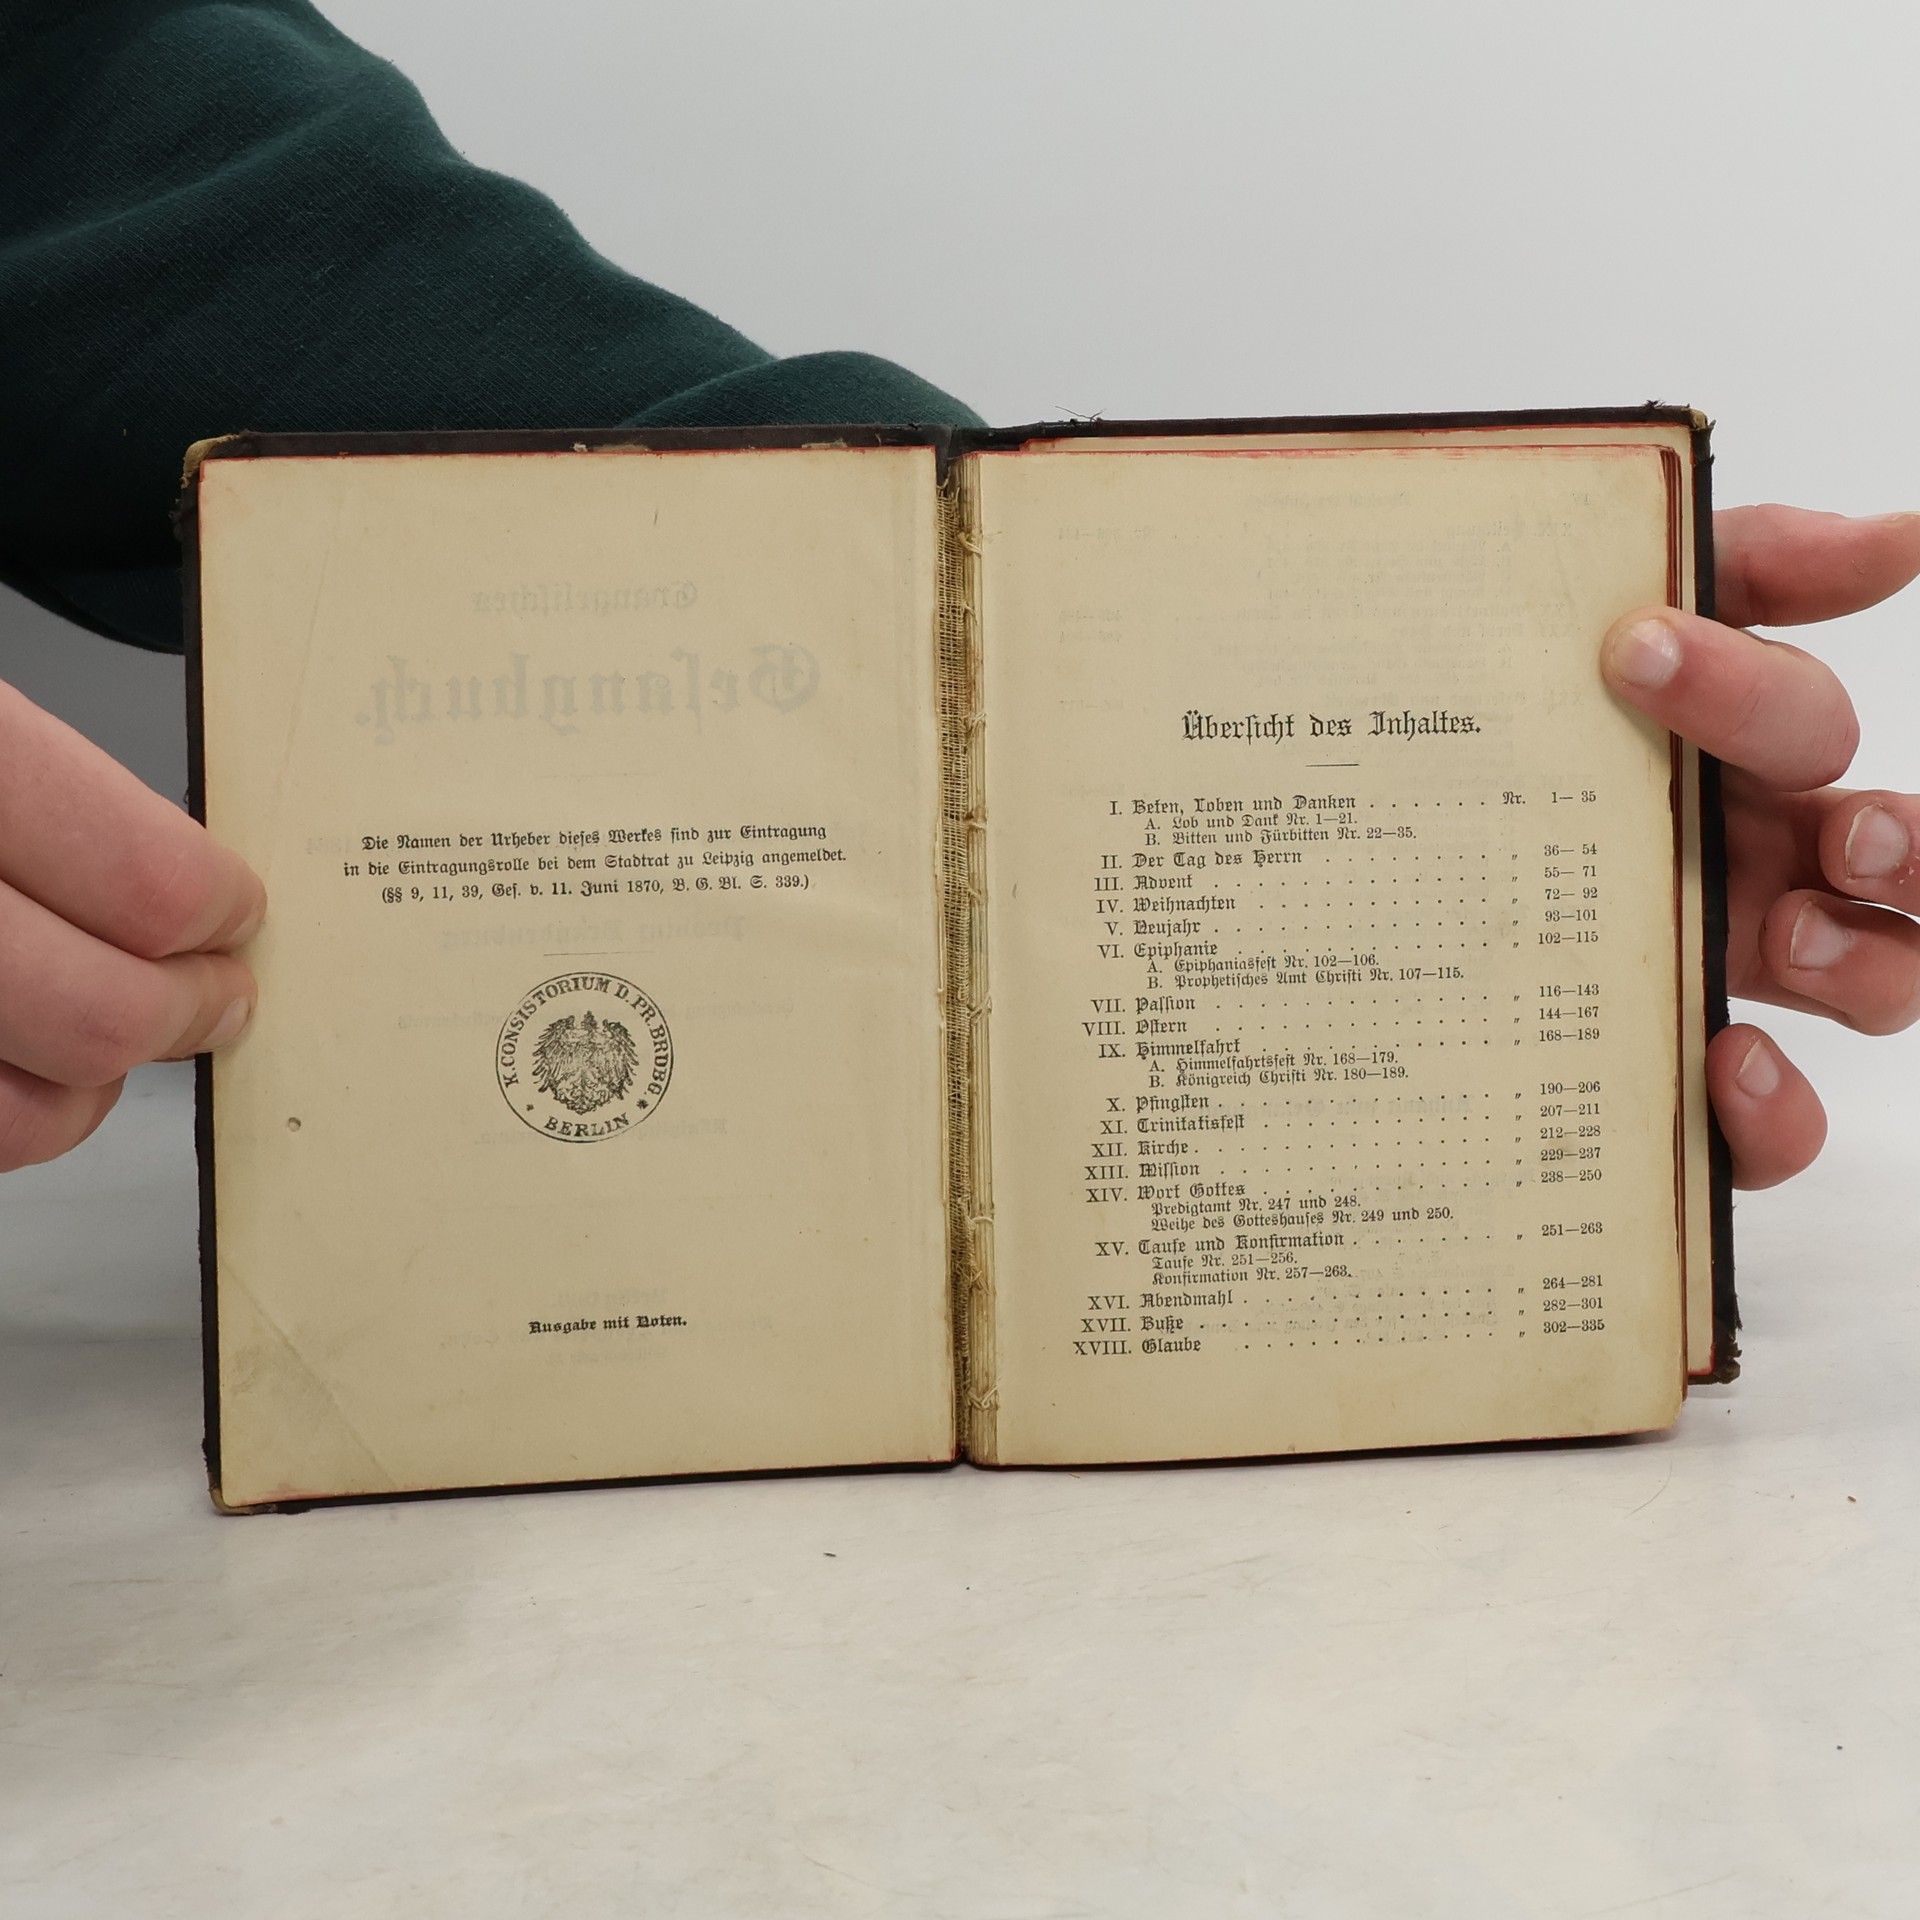 Die Namen der Urheber dieses Werkes sind zur Eintragung
in die Eintragungsrolle bei dem Stadtrat zu Leipzig angemeldet.
(§§ 9, 11, 39, Ges. v. 11. Juni 1870, B. G. Bl. S. 339.)
K. CONSISTORIUM D. PR. BRDBG.
* BERLIN *
Ausgabe mit Noten.
Übersicht des Inhaltes.
I. Beten, Loben und Danken . . . . . . Nr. 1— 35
A. Lob und Dank Nr. 1—21.
B. Bitten und Fürbitten Nr. 22—35.
II. Der Tag des Herrn . . . . . . . . „ 36— 54
III. Advent . . . . . . . . . . . . . „ 55— 71
IV. Weihnachten . . . . . . . . . . . „ 72— 92
V. Neujahr . . . . . . . . . . . . . „ 93—101
VI. Epiphanie . . . . . . . . . . . . „ 102—115
A. Epiphaniasfest Nr. 102—106.
B. Prophetisches Amt Christi Nr. 107—115.
VII. Passion . . . . . . . . . . . . . „ 116—143
VIII. Ostern . . . . . . . . . . . . . „ 144—167
IX. Himmelfahrt . . . . . . . . . . . „ 168—189
A. Himmelfahrtsfest Nr. 168—179.
B. Königreich Christi Nr. 180—189.
X. Pfingsten . . . . . . . . . . . . . „ 190—206
XI. Trinitatisfest . . . . . . . . . . . „ 207—211
XII. Kirche . . . . . . . . . . . . . . „ 212—228
XIII. Mission . . . . . . . . . . . . . „ 229—237
XIV. Wort Gottes . . . . . . . . . . . „ 238—250
Predigtamt Nr. 247 und 248.
Weihe des Gotteshauses Nr. 249 und 250.
XV. Taufe und Konfirmation . . . . . . . „ 251—263
Taufe Nr. 251—256.
Konfirmation Nr. 257—263.
XVI. Abendmahl . . . . . . . . . . . . „ 264—281
XVII. Buße . . . . . . . . . . . . . . „ 282—301
XVIII. Glaube . . . . . . . . . . . . „ 302—335